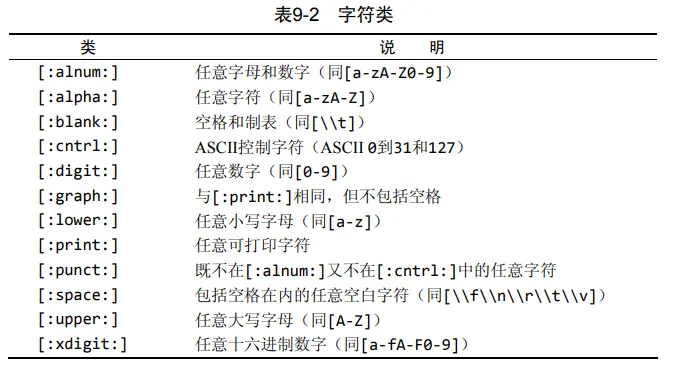 表9-2 字符类
类 说 明
[:alnum:] 任意字母和数字（同[a-zA-Z0-9]）
[:alpha:] 任意字符（同[a-zA-Z]）
[:blank:] 空格和制表（同[\\t]）
[:cntrl:] ASCII控制字符（ASCII 0到31和127）
[:digit:] 任意数字（同[0-9]）
[:graph:] 与[:print:]相同，但不包括空格
[:lower:] 任意小写字母（同[a-z]）
[:print:] 任意可打印字符
[:punct:] 既不在[:alnum:]又不在[:cntrl:]中的任意字符
[:space:] 包括空格在内的任意空白字符（同[\\f\\n\\r\\t\\v]）
[:upper:] 任意大写字母（同[A-Z]）
[:xdigit:] 任意十六进制数字（同[a-fA-F0-9]）